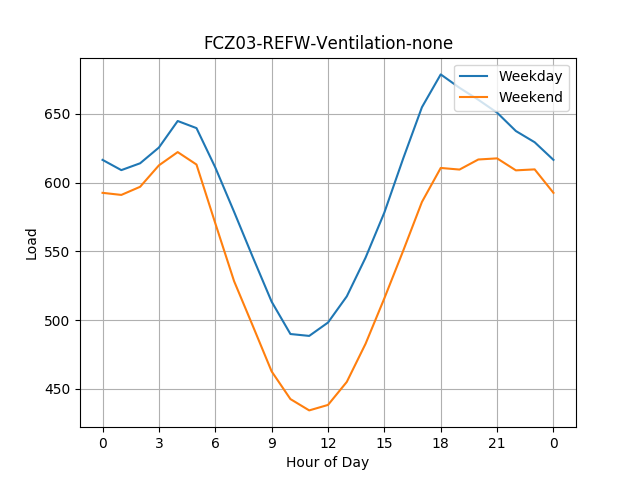 FCZ03-REFW-Ventilation-none
Weekday
Weekend
Load
650
600
550
500
450
0 3 6 9 12 15 18 21 0
Hour of Day